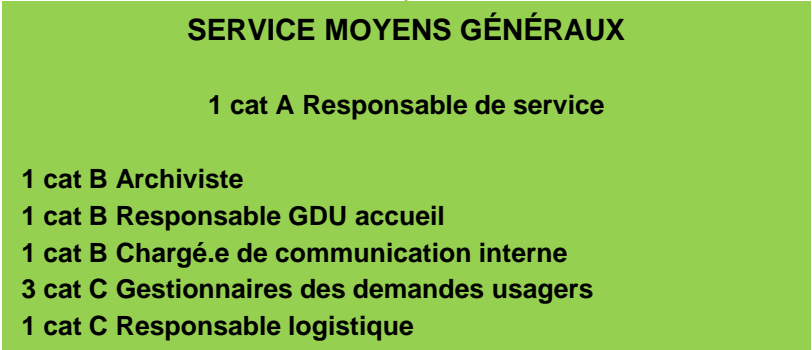 SERVICE MOYENS GÉNÉRAUX
1 cat A Responsable de service
1 cat B Archiviste
1 cat B Responsable GDU accueil
1 cat B Chargé.e de communication interne
3 cat C Gestionnaires des demandes usagers
1 cat C Responsable logistique